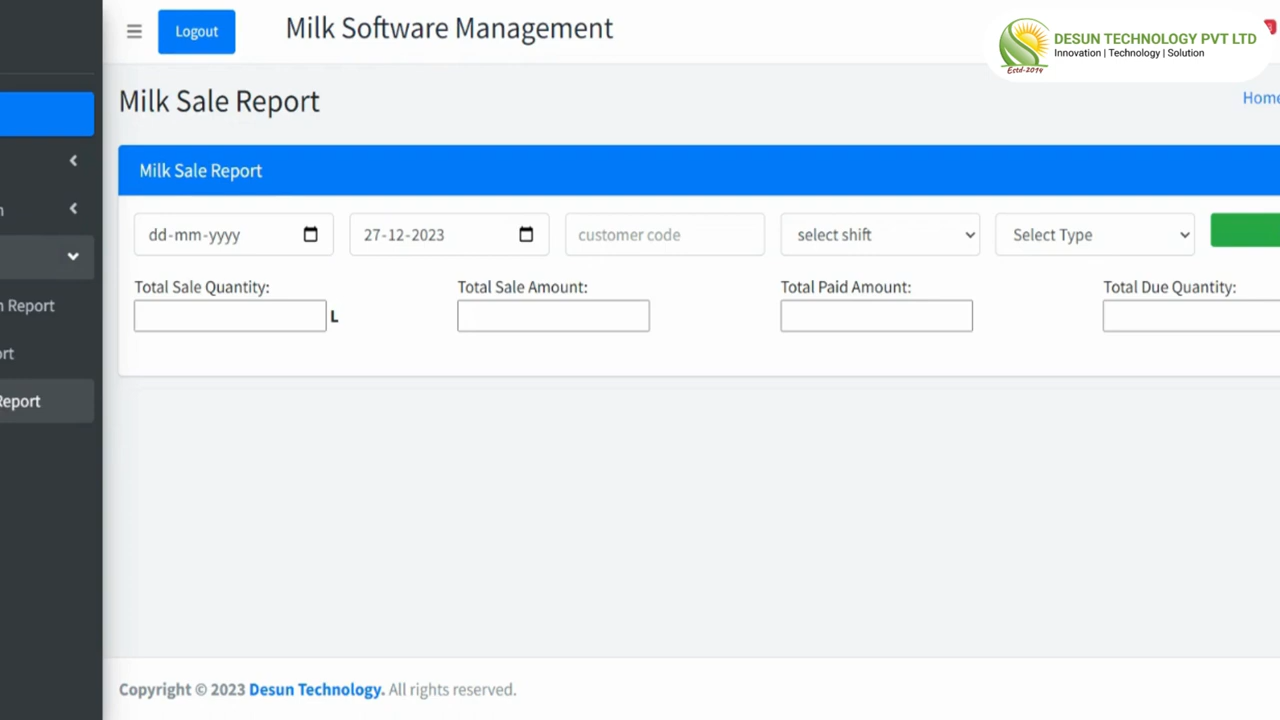 Logout
Milk Software Management
DESUN TECHNOLOGY PVT LTD
Innovation | Technology | Solution
Estd-2014
Milk Sale Report
Home
Milk Sale Report
dd-mm-yyyy
27-12-2023
customer code
select shift
Select Type
Total Sale Quantity:
Total Sale Amount:
Total Paid Amount:
Total Due Quantity:
L
Report
Report
Copyright © 2023 Desun Technology. All rights reserved.